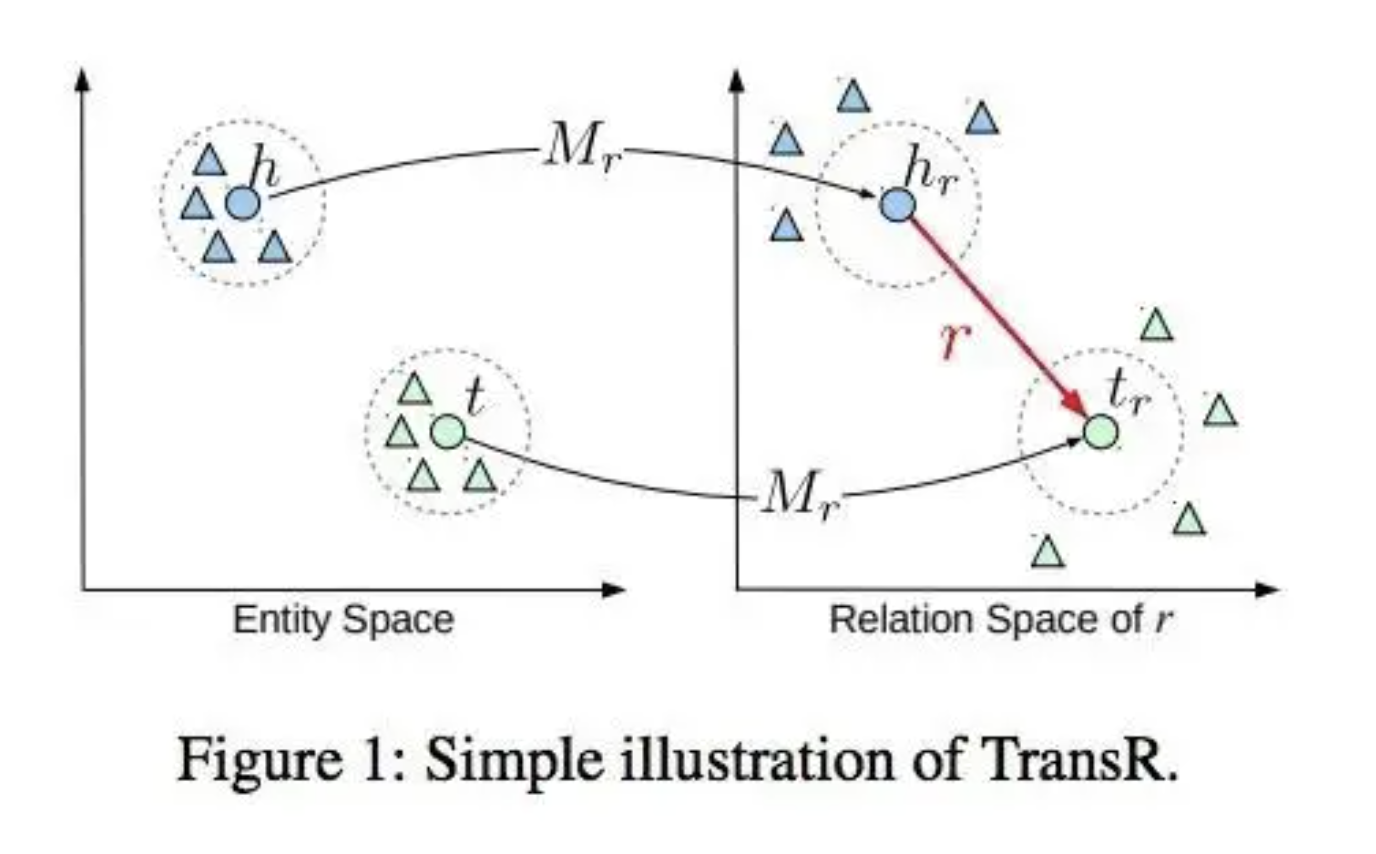 h
M_r
h_r
r
t
t_r
M_r
Entity Space
Relation Space of r
Figure 1: Simple illustration of TransR.